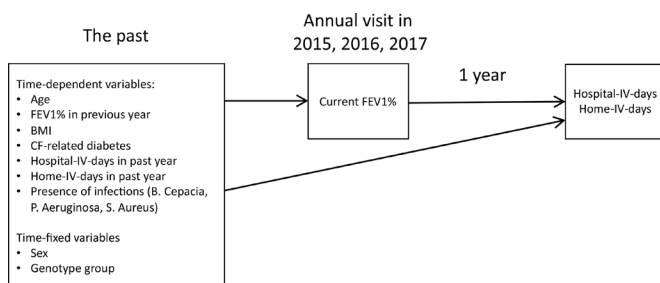 The past
Annual visit in
2015, 2016, 2017
Time-dependent variables:
• Age
• FEV1% in previous year
• BMI
• CF-related diabetes
• Hospital-IV-days in past year
• Home-IV-days in past year
• Presence of infections (B. Cepacia,
P. Aeruginosa, S. Aureus)
Time-fixed variables
• Sex
• Genotype group
Current FEV1%
1 year
Hospital-IV-days
Home-IV-days